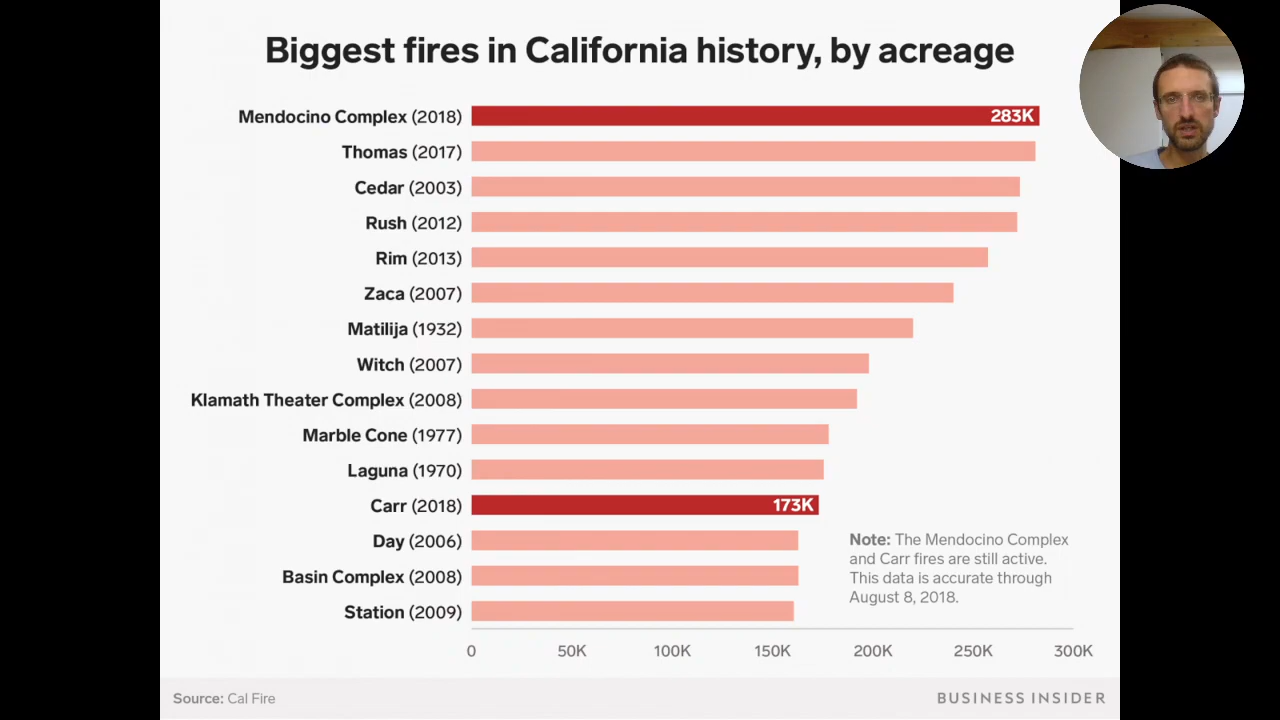 Biggest fires in California history, by acreage
Mendocino Complex (2018)
283K
Thomas (2017)
Cedar (2003)
Rush (2012)
Rim (2013)
Zaca (2007)
Matilija (1932)
Witch (2007)
Klamath Theater Complex (2008)
Marble Cone (1977)
Laguna (1970)
Carr (2018)
173K
Day (2006)
Basin Complex (2008)
Station (2009)
Note: The Mendocino Complex
and Carr fires are still active.
This data is accurate through
August 8, 2018.
0 50K 100K 150K 200K 250K 300K
Source: Cal Fire
BUSINESS INSIDER